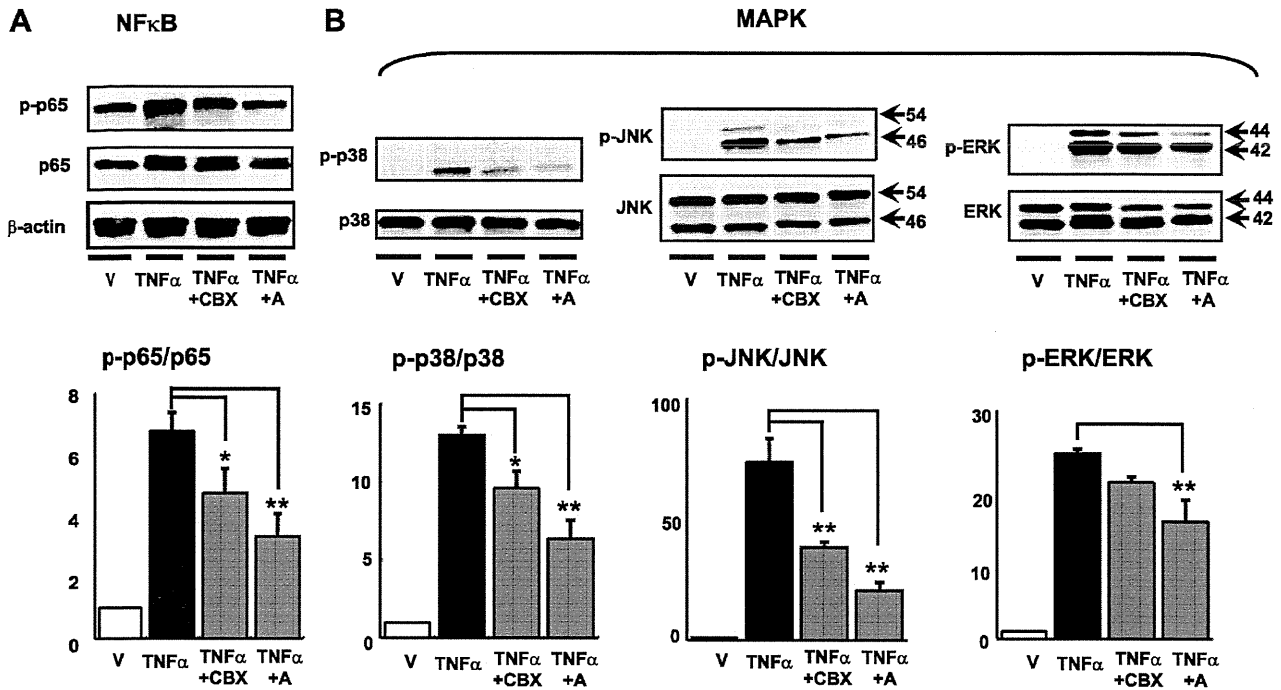 A NFκB B MAPK
p-p65
p65
β-actin
V TNFα TNFα TNFα
+CBX +A
p-p38
p38
V TNFα TNFα TNFα
+CBX +A
p-JNK
54
46
JNK
54
46
V TNFα TNFα TNFα
+CBX +A
p-ERK
44
42
ERK
44
42
V TNFα TNFα TNFα
+CBX +A
p-p65/p65
8
6
4
2
0
*
**
V TNFα TNFα TNFα
+CBX +A
p-p38/p38
15
10
5
0
*
**
V TNFα TNFα TNFα
+CBX +A
p-JNK/JNK
100
50
0
**
**
V TNFα TNFα TNFα
+CBX +A
p-ERK/ERK
30
20
10
0
**
V TNFα TNFα TNFα
+CBX +A